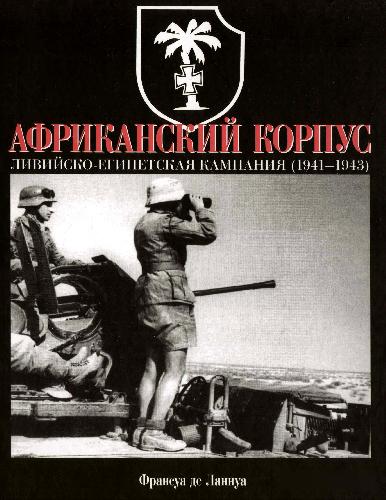 АФРИКАНСКИЙ КОРПУС
ЛИВИЙСКО-ЕГИПЕТСКАЯ КАМПАНИЯ (1941–1943)
Франсуа де Ланнуа